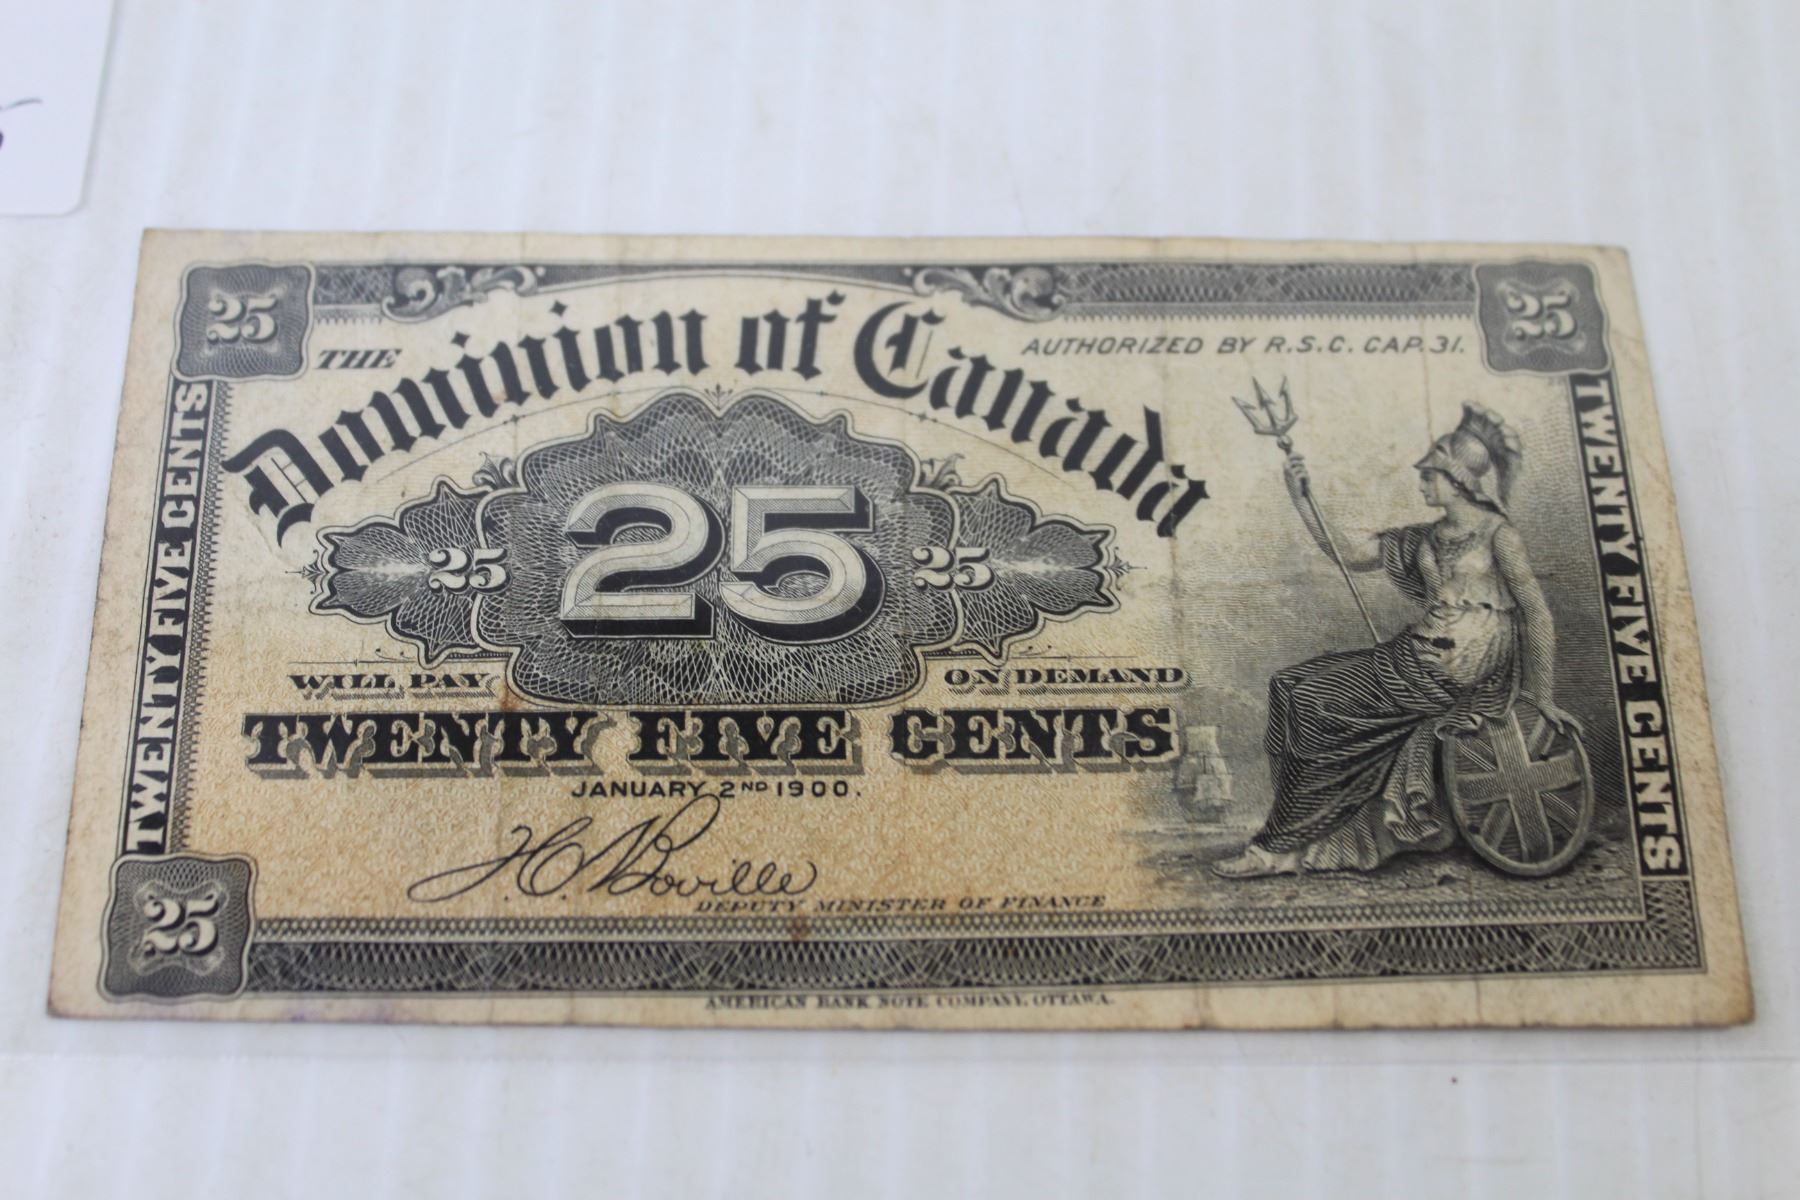 25
25
THE Dominion of Canada
AUTHORIZED BY R.S.C. CAP.31.
TWENTY FIVE CENTS
TWENTY FIVE CENTS
25 25 25
WILL PAY ON DEMAND
TWENTY FIVE CENTS
JANUARY 2ND 1900.
H.C. Boville
DEPUTY MINISTER OF FINANCE
25
AMERICAN BANK NOTE COMPANY, OTTAWA.